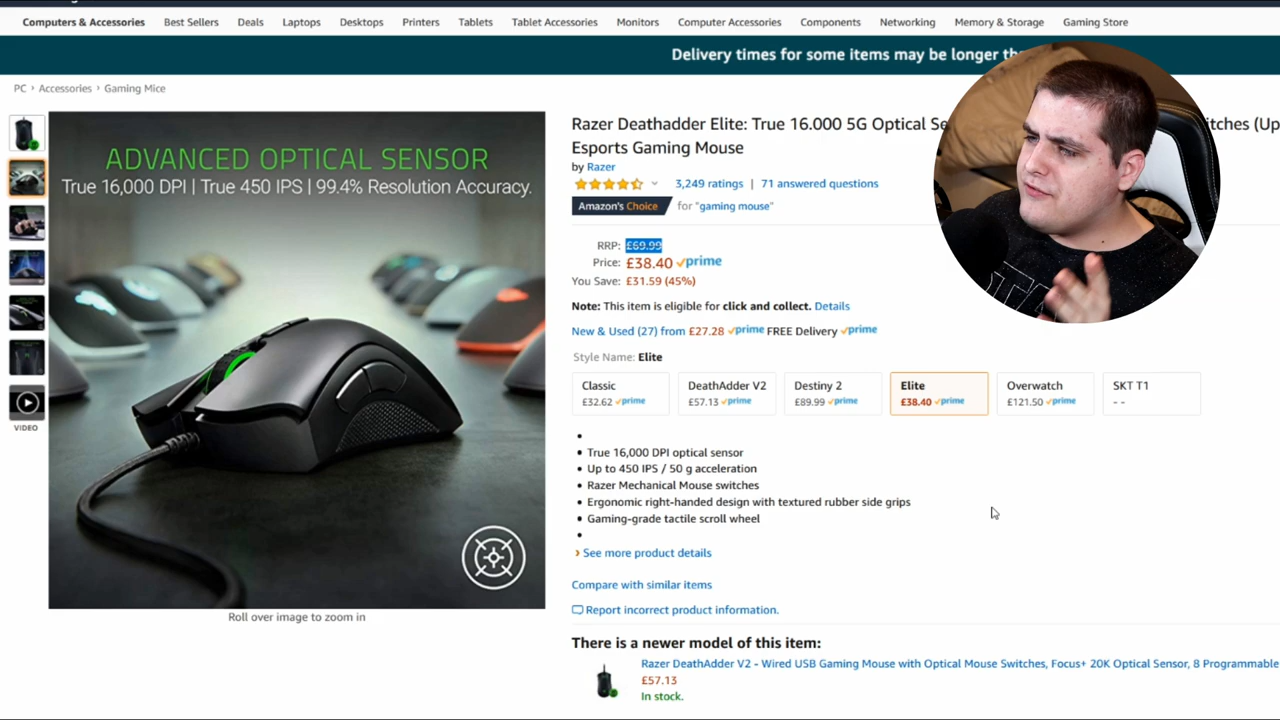 Computers & Accessories Best Sellers Deals Laptops Desktops Printers Tablets Tablet Accessories Monitors Computer Accessories Components Networking Memory & Storage Gaming Store
Delivery times for some items may be longer
PC › Accessories › Gaming Mice
ADVANCED OPTICAL SENSOR
True 16,000 DPI | True 450 IPS | 99.4% Resolution Accuracy.
VIDEO
Roll over image to zoom in
Razer Deathadder Elite: True 16.000 5G Optical
Esports Gaming Mouse
by Razer
3,249 ratings | 71 answered questions
Amazon's Choice for "gaming mouse"
RRP: £69.99
Price: £38.40 prime
You Save: £31.59 (45%)
Note: This item is eligible for click and collect. Details
New & Used (27) from £27.28 prime FREE Delivery prime
Style Name: Elite
Classic DeathAdder V2 Destiny 2 Elite Overwatch SKT T1
£32.62 prime £57.13 prime £89.99 prime £38.40 prime £121.50 prime - -
• True 16,000 DPI optical sensor
• Up to 450 IPS / 50 g acceleration
• Razer Mechanical Mouse switches
• Ergonomic right-handed design with textured rubber side grips
• Gaming-grade tactile scroll wheel
› See more product details
Compare with similar items
Report incorrect product information.
There is a newer model of this item:
Razer DeathAdder V2 - Wired USB Gaming Mouse with Optical Mouse Switches, Focus+ 20K Optical Sensor, 8 Programmable
£57.13
In stock.